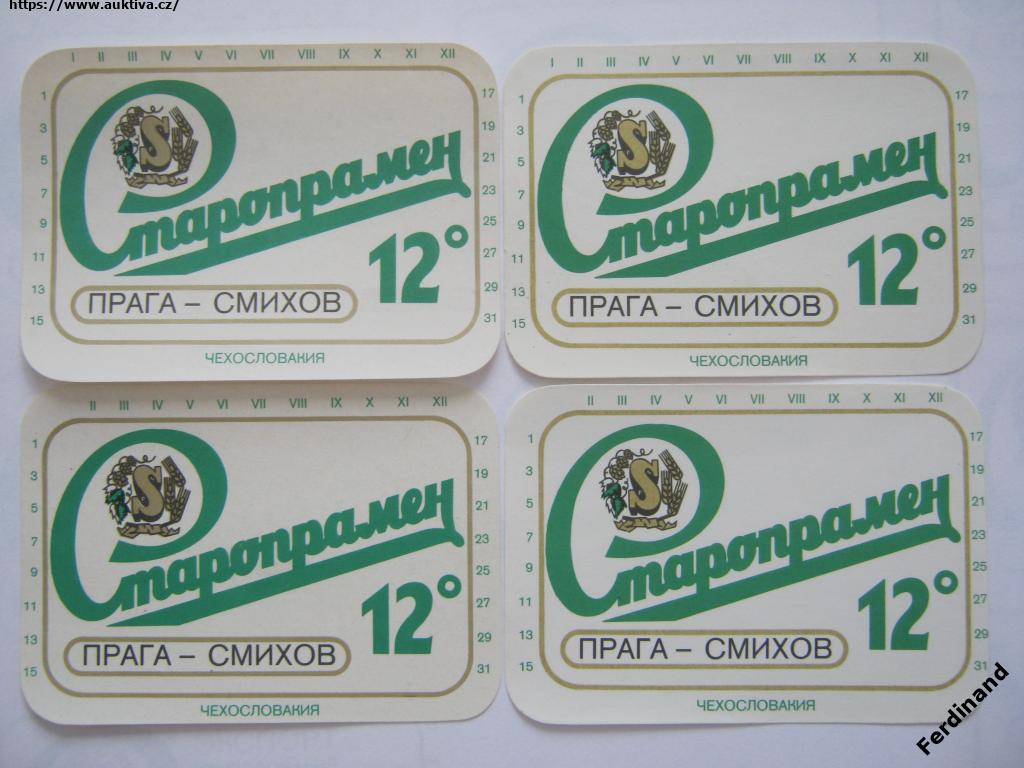 https://www.auktiva.cz/
I II III IV V VI VII VIII IX X XI XII
1 17
3 19
5 21
7 23
9 25
11 27
13 29
15 31
S
Старопрамен
12°
ПРАГА – СМИХОВ
ЧЕХОСЛОВАКИЯ
I II III IV V VI VII VIII IX X XI XII
1 17
3 19
5 21
7 23
9 25
11 27
13 29
15 31
S
Старопрамен
12°
ПРАГА – СМИХОВ
ЧЕХОСЛОВАКИЯ
II III IV V VI VII VIII IX X XI XII
1 17
3 19
5 21
7 23
9 25
11 27
13 29
15 31
S
Старопрамен
12°
ПРАГА – СМИХОВ
ЧЕХОСЛОВАКИЯ
II III IV V VI VII VIII IX X XI XII
1 17
3 19
5 21
7 23
9 25
11 27
13 29
15 31
S
Старопрамен
12°
ПРАГА – СМИХОВ
ЧЕХОСЛОВАКИЯ
Ferdinand